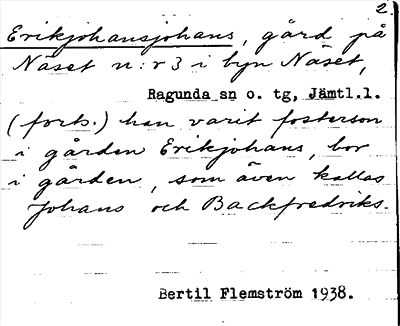 2.
Erikjohansjohans, gård på
Näset n:r 3 i byn Näset,
Ragunda sn o. tg, Jämtl.l.
(forts.) han varit fosterson
i gården Erikjohans, bor
i gården, som även kallas
Johans och Backfredriks.
Bertil Flemström 1938.